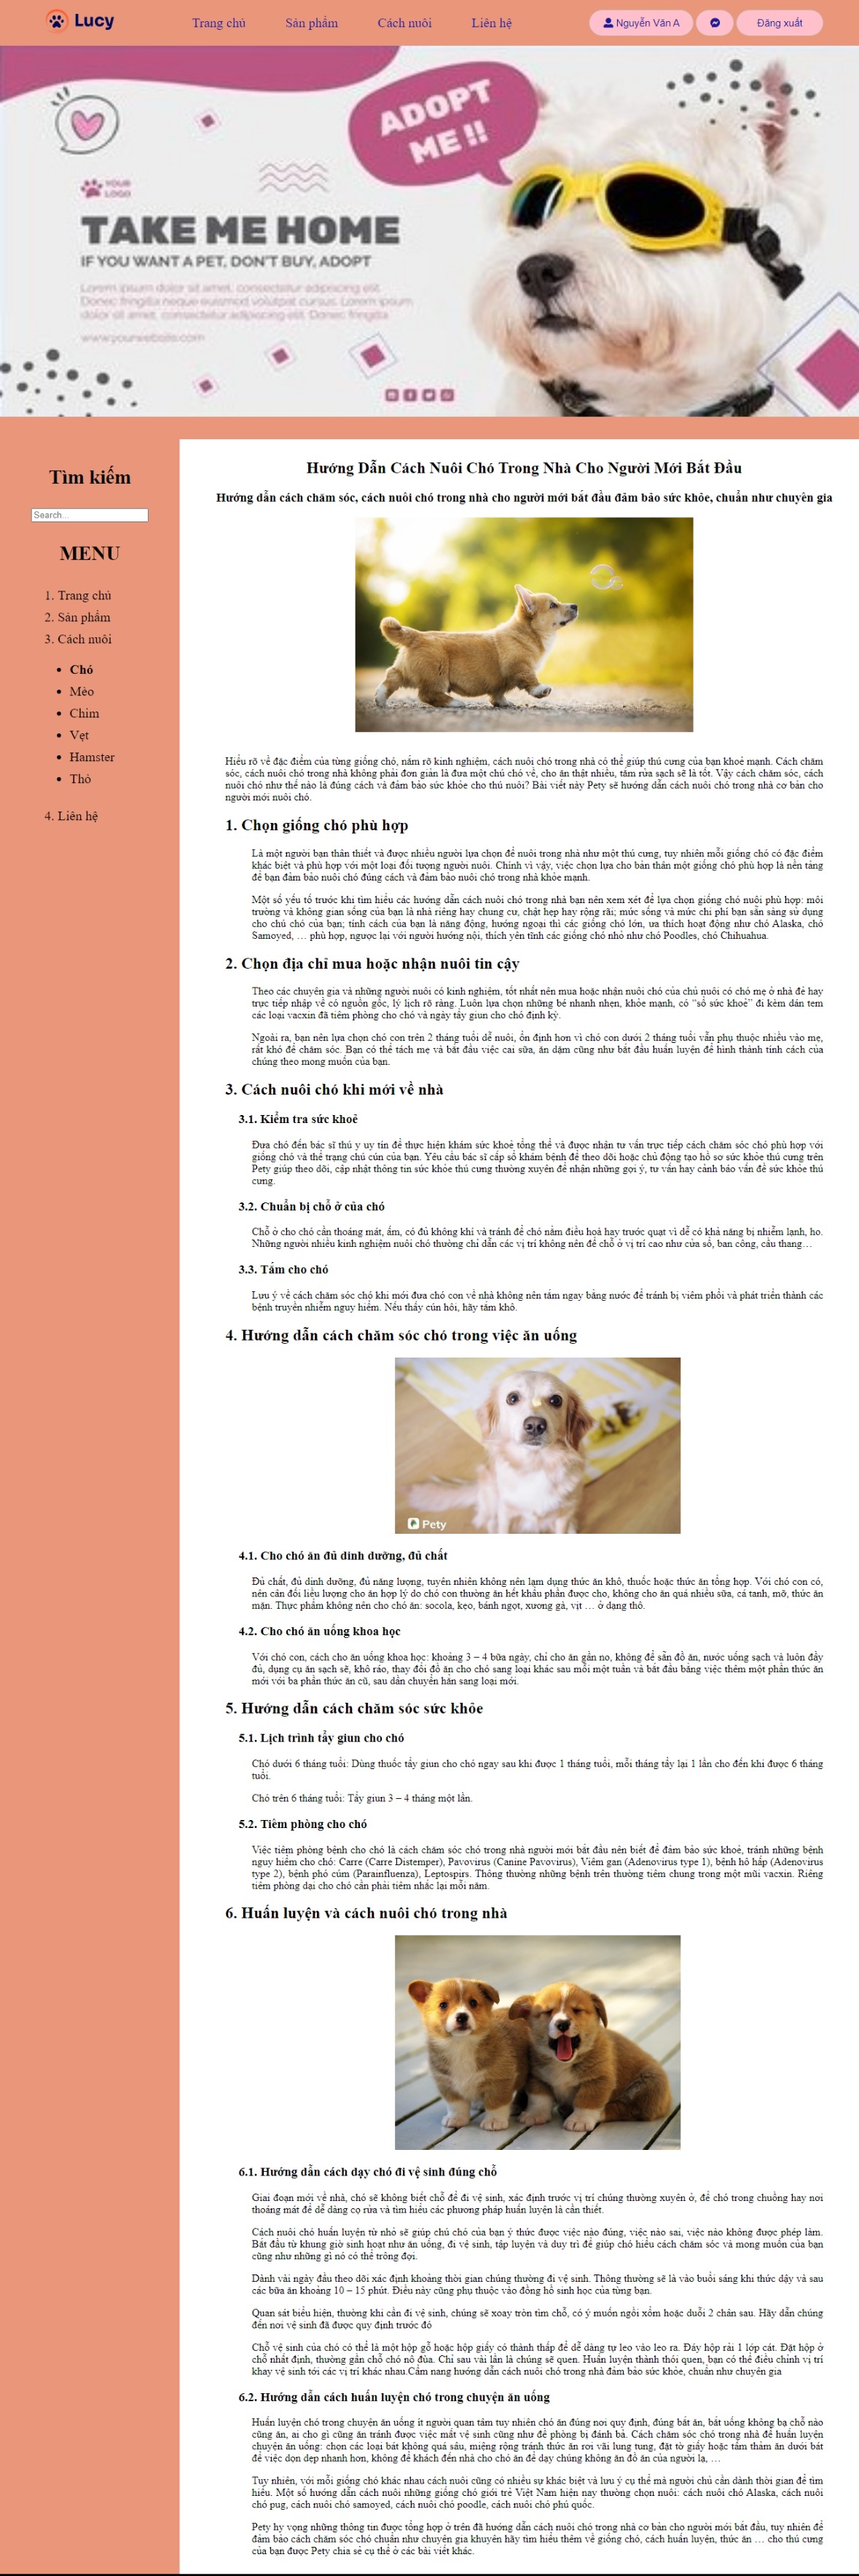 Lucy
Trang chủ
Sản phẩm
Cách nuôi
Liên hệ
Nguyễn Văn A
Đăng xuất
ADOPT
ME !!
YOUR
LOGO
TAKE ME HOME
IF YOU WANT A PET, DON'T BUY, ADOPT
Lorem ipsum dolor sit amet, consectetur adipiscing elit.
Donec fringilla neque euismod volutpat cursus. Lorem ipsum
dolor sit amet, consectetur adipiscing elit. Donec fringilla
www.yourwebsite.com
Tìm kiếm
Search...
MENU
1. Trang chủ
2. Sản phẩm
3. Cách nuôi
• Chó
• Mèo
• Chim
• Vẹt
• Hamster
• Thỏ
4. Liên hệ
Hướng Dẫn Cách Nuôi Chó Trong Nhà Cho Người Mới Bắt Đầu
Hướng dẫn cách chăm sóc, cách nuôi chó trong nhà cho người mới bắt đầu đảm bảo sức khỏe, chuẩn như chuyên gia
Hiểu rõ về đặc điểm của từng giống chó, nắm rõ kinh nghiệm, cách nuôi chó trong nhà có thể giúp thú cưng của bạn khoẻ mạnh. Cách chăm
sóc, cách nuôi chó trong nhà không phải đơn giản là đưa một chú chó về, cho ăn thật nhiều, tắm rửa sạch sẽ là tốt. Vậy cách chăm sóc, cách
nuôi chó như thế nào là đúng cách và đảm bảo sức khỏe cho thú nuôi? Bài viết này Pety sẽ hướng dẫn cách nuôi chó trong nhà cơ bản cho
người mới nuôi chó.
1. Chọn giống chó phù hợp
Là một người bạn thân thiết và được nhiều người lựa chọn để nuôi trong nhà như một thú cưng, tuy nhiên mỗi giống chó có đặc điểm
khác biệt và phù hợp với một loại đối tượng người nuôi. Chính vì vậy, việc chọn lựa cho bản thân một giống chó phù hợp là nền tảng
để bạn đảm bảo nuôi chó đúng cách và đảm bảo nuôi chó trong nhà khỏe mạnh.
Một số yếu tố trước khi tìm hiểu các hướng dẫn cách nuôi chó trong nhà bạn nên xem xét để lựa chọn giống chó nuôi phù hợp: môi
trường và không gian sống của bạn là nhà riêng hay chung cư, chật hẹp hay rộng rãi; mức sống và mức chi phí bạn sẵn sàng sử dụng
cho chú chó của bạn; tính cách của bạn là năng động, hướng ngoại thì các giống chó lớn, ưa thích hoạt động như chó Alaska, chó
Samoyed, … phù hợp, ngược lại với người hướng nội, thích yên tĩnh các giống chó nhỏ như chó Poodles, chó Chihuahua.
2. Chọn địa chỉ mua hoặc nhận nuôi tin cậy
Theo các chuyên gia và những người nuôi có kinh nghiệm, tốt nhất nên mua hoặc nhận nuôi chó của chủ nuôi có chó mẹ ở nhà đẻ hay
trực tiếp nhập về có nguồn gốc, lý lịch rõ ràng. Luôn lựa chọn những bé nhanh nhẹn, khỏe mạnh, có “sổ sức khoẻ” đi kèm dán tem
các loại vacxin đã tiêm phòng cho chó và ngày tẩy giun cho chó định kỳ.
Ngoài ra, bạn nên lựa chọn chó con trên 2 tháng tuổi dễ nuôi, ổn định hơn vì chó con dưới 2 tháng tuổi vẫn phụ thuộc nhiều vào mẹ,
rất khó để chăm sóc. Bạn có thể tách mẹ và bắt đầu việc cai sữa, ăn dặm cũng như bắt đầu huấn luyện để hình thành tính cách của
chúng theo mong muốn của bạn.
3. Cách nuôi chó khi mới về nhà
3.1. Kiểm tra sức khoẻ
Đưa chó đến bác sĩ thú y uy tín để thực hiện khám sức khoẻ tổng thể và được nhận tư vấn trực tiếp cách chăm sóc chó phù hợp với
giống chó và thể trạng chú cún của bạn. Yêu cầu bác sĩ cấp sổ khám bệnh để theo dõi hoặc chủ động tạo hồ sơ sức khỏe thú cưng trên
Pety giúp theo dõi, cập nhật thông tin sức khỏe thú cưng thường xuyên để nhận những gợi ý, tư vấn hay cảnh báo vấn đề sức khỏe thú
cưng.
3.2. Chuẩn bị chỗ ở của chó
Chỗ ở cho chó cần thoáng mát, ấm, có đủ không khí và tránh để chó nằm điều hoà hay trước quạt vì dễ có khả năng bị nhiễm lạnh, ho.
Những người nhiều kinh nghiệm nuôi chó thường chỉ dẫn các vị trí không nên để chỗ ở vị trí cao như cửa sổ, ban công, cầu thang…
3.3. Tắm cho chó
Lưu ý về cách chăm sóc chó khi mới đưa chó con về nhà không nên tắm ngay bằng nước để tránh bị viêm phổi và phát triển thành các
bệnh truyền nhiễm nguy hiểm. Nếu thấy cún hôi, hãy tắm khô.
4. Hướng dẫn cách chăm sóc chó trong việc ăn uống
Pety
4.1. Cho chó ăn đủ dinh dưỡng, đủ chất
Đủ chất, đủ dinh dưỡng, đủ năng lượng, tuyên nhiên không nên lạm dụng thức ăn khô, thuốc hoặc thức ăn tổng hợp. Với chó con có,
nên cân đối liều lượng cho ăn hợp lý do chó con thường ăn hết khẩu phần được cho, không cho ăn quá nhiều sữa, cá tanh, mỡ, thức ăn
mặn. Thực phẩm không nên cho chó ăn: socola, kẹo, bánh ngọt, xương gà, vịt … ở dạng thô.
4.2. Cho chó ăn uống khoa học
Với chó con, cách cho ăn uống khoa học: khoảng 3 – 4 bữa ngày, chỉ cho ăn gần no, không để sẵn đồ ăn, nước uống sạch và luôn đầy
đủ, dụng cụ ăn sạch sẽ, khô ráo, thay đổi đồ ăn cho chó sang loại khác sau mỗi một tuần và bắt đầu bằng việc thêm một phần thức ăn
mới với ba phần thức ăn cũ, sau dần chuyển hẳn sang loại mới.
5. Hướng dẫn cách chăm sóc sức khỏe
5.1. Lịch trình tẩy giun cho chó
Chó dưới 6 tháng tuổi: Dùng thuốc tẩy giun cho chó ngay sau khi được 1 tháng tuổi, mỗi tháng tẩy lại 1 lần cho đến khi được 6 tháng
tuổi.
Chó trên 6 tháng tuổi: Tẩy giun 3 – 4 tháng một lần.
5.2. Tiêm phòng cho chó
Việc tiêm phòng bệnh cho chó là cách chăm sóc chó trong nhà người mới bắt đầu nên biết để đảm bảo sức khoẻ, tránh những bệnh
nguy hiểm cho chó: Carre (Carre Distemper), Pavovirus (Canine Pavovirus), Viêm gan (Adenovirus type 1), bệnh hô hấp (Adenovirus
type 2), bệnh phó cúm (Parainfluenza), Leptospirs. Thông thường những bệnh trên thường tiêm chung trong một mũi vacxin. Riêng
tiêm phòng dại cho chó cần phải tiêm nhắc lại mỗi năm.
6. Huấn luyện và cách nuôi chó trong nhà
6.1. Hướng dẫn cách dạy chó đi vệ sinh đúng chỗ
Giai đoạn mới về nhà, chó sẽ không biết chỗ để đi vệ sinh, xác định trước vị trí chúng thường xuyên ở, để chó trong chuồng hay nơi
thoáng mát để dễ dàng cọ rửa và tìm hiểu các phương pháp huấn luyện là cần thiết.
Cách nuôi chó huấn luyện từ nhỏ sẽ giúp chú chó của bạn ý thức được việc nào đúng, việc nào sai, việc nào không được phép làm.
Bắt đầu từ khung giờ sinh hoạt như ăn uống, đi vệ sinh, tập luyện và duy trì để giúp chó hiểu cách chăm sóc và mong muốn của bạn
cũng như những gì nó có thể trông đợi.
Dành vài ngày đầu theo dõi xác định khoảng thời gian chúng thường đi vệ sinh. Thông thường sẽ là vào buổi sáng khi thức dậy và sau
các bữa ăn khoảng 10 – 15 phút. Điều này cũng phụ thuộc vào đồng hồ sinh học của từng bạn.
Quan sát biểu hiện, thường khi cần đi vệ sinh, chúng sẽ xoay tròn tìm chỗ, có ý muốn ngồi xổm hoặc duỗi 2 chân sau. Hãy dẫn chúng
đến nơi vệ sinh đã được quy định trước đó
Chỗ vệ sinh của chó có thể là một hộp gỗ hoặc hộp giấy có thành thấp để dễ dàng tự leo vào leo ra. Đáy hộp rải 1 lớp cát. Đặt hộp ở
chỗ nhất định, thường gần chỗ chó nô đùa. Chỉ sau vài lần là chúng sẽ quen. Huấn luyện thành thói quen, bạn có thể điều chỉnh vị trí
khay vệ sinh tới các vị trí khác nhau.Cẩm nang hướng dẫn cách nuôi chó trong nhà đảm bảo sức khỏe, chuẩn như chuyên gia
6.2. Hướng dẫn cách huấn luyện chó trong chuyện ăn uống
Huấn luyện chó trong chuyện ăn uống ít người quan tâm tuy nhiên chó ăn đúng nơi quy định, đúng bát ăn, bát uống không bạ chỗ nào
cũng ăn, ai cho gì cũng ăn tránh được việc mất vệ sinh cũng như đề phòng bị đánh bả. Cách chăm sóc chó trong nhà để huấn luyện
chuyện ăn uống: chọn các loại bát không quá sâu, miệng rộng tránh thức ăn rơi vãi lung tung, đặt tờ giấy hoặc tấm thảm ăn dưới bát
để việc dọn dẹp nhanh hơn, không để khách đến nhà cho chó ăn để dạy chúng không ăn đồ ăn của người lạ, …
Tuy nhiên, với mỗi giống chó khác nhau cách nuôi cũng có nhiều sự khác biệt và lưu ý cụ thể mà người chủ cần dành thời gian để tìm
hiểu. Một số hướng dẫn cách nuôi những giống chó giới trẻ Việt Nam hiện nay thường chọn nuôi: cách nuôi chó Alaska, cách nuôi
chó pug, cách nuôi chó samoyed, cách nuôi chó poodle, cách nuôi chó phú quốc.
Pety hy vọng những thông tin được tổng hợp ở trên đã hướng dẫn cách nuôi chó trong nhà cơ bản cho người mới bắt đầu, tuy nhiên để
đảm bảo cách chăm sóc chó chuẩn như chuyên gia khuyên hãy tìm hiểu thêm về giống chó, cách huấn luyện, thức ăn … cho thú cưng
của bạn được Pety chia sẻ cụ thể ở các bài viết khác.